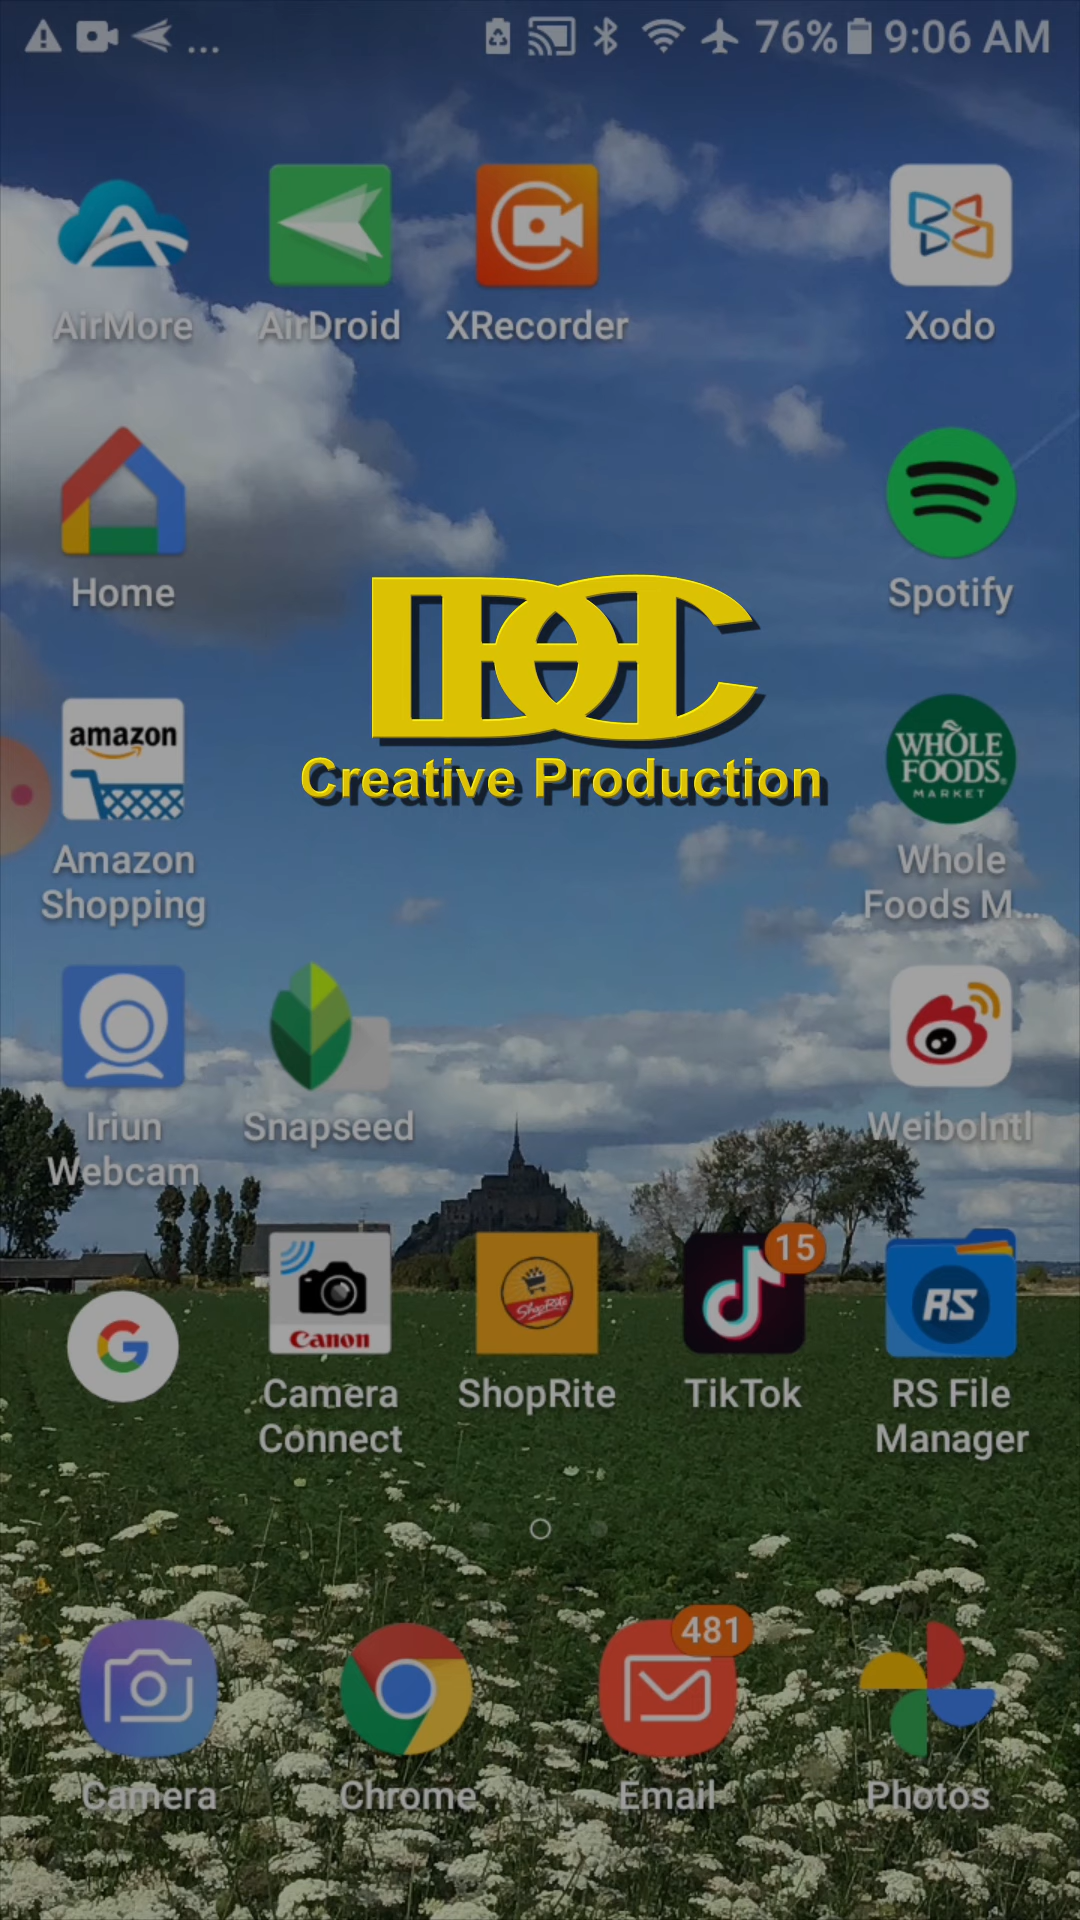 ... 76% 9:06 AM
AirMore AirDroid XRecorder Xodo
Home Spotify
DC
Creative Production
amazon
WHOLE
FOODS
MARKET
Amazon
Shopping
Whole
Foods M...
Iriun
Webcam
Snapseed
WeiboIntl
15
Canon
ShopRite
RS
G
Camera
Connect
ShopRite
TikTok
RS File
Manager
481
Camera Chrome Email Photos